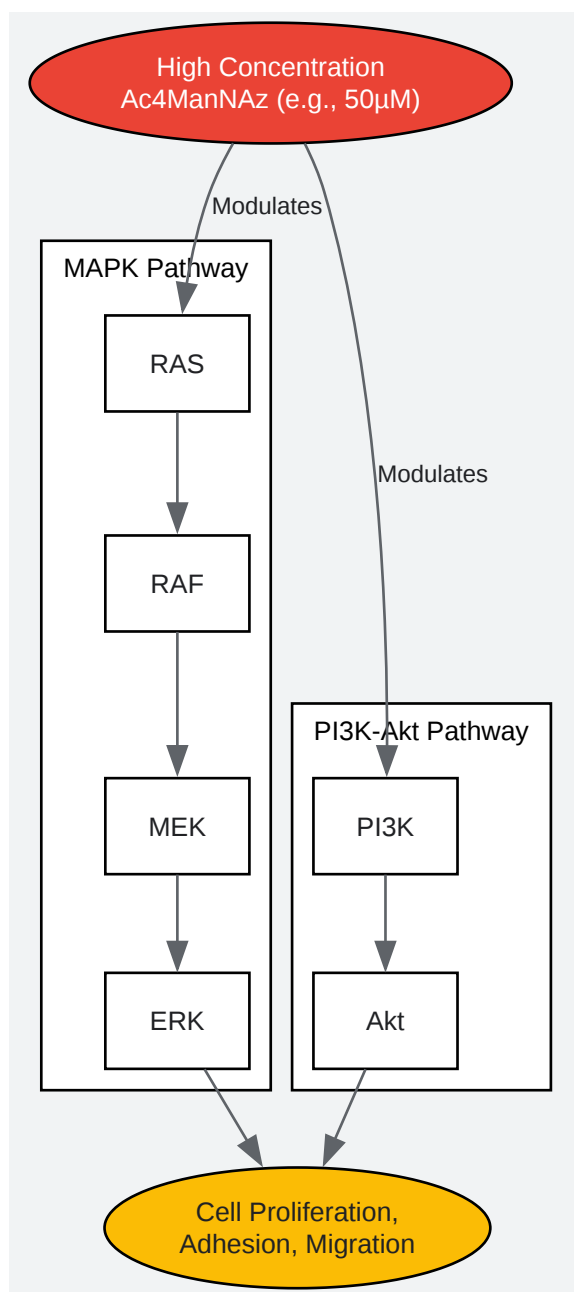 High Concentration
Ac4ManNAz (e.g., 50µM)
Modulates
MAPK Pathway
RAS
Modulates
RAF
PI3K-Akt Pathway
MEK
PI3K
ERK
Akt
Cell Proliferation,
Adhesion, Migration